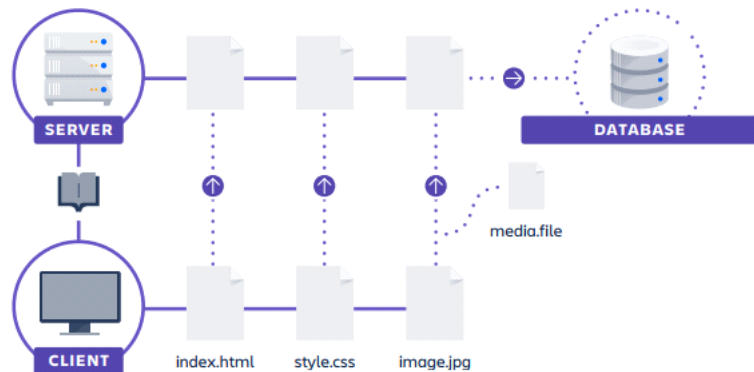 SERVER
DATABASE
media.file
CLIENT
index.html
style.css
image.jpg